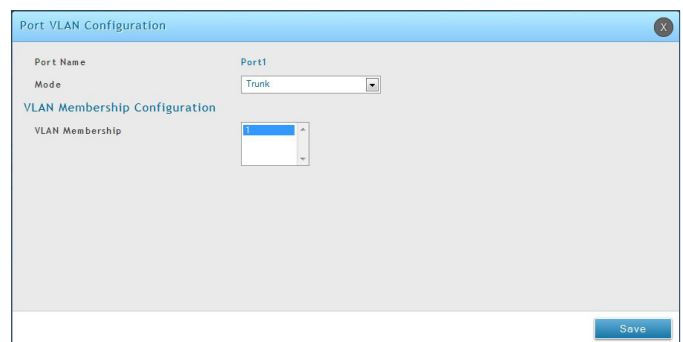 Port VLAN Configuration
X
Port Name Port1
Mode Trunk
VLAN Membership Configuration
VLAN Membership 1
Save